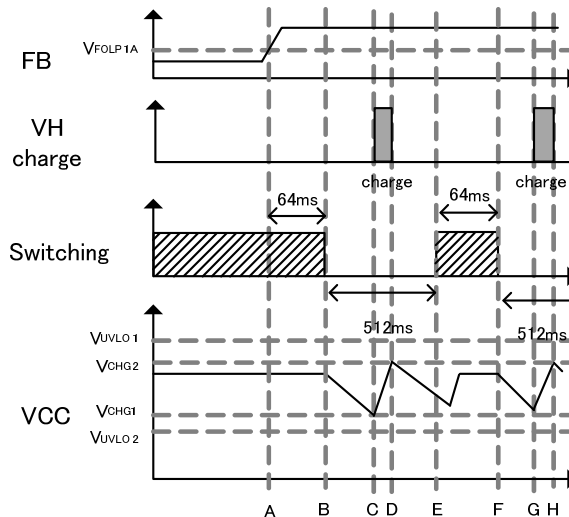 VFOLP1A
FB
VH
charge
charge
charge
64ms
64ms
Switching
512ms
512ms
VUVLO1
VCHG2
VCC
VCHG1
VUVLO2
A B C D E F G H